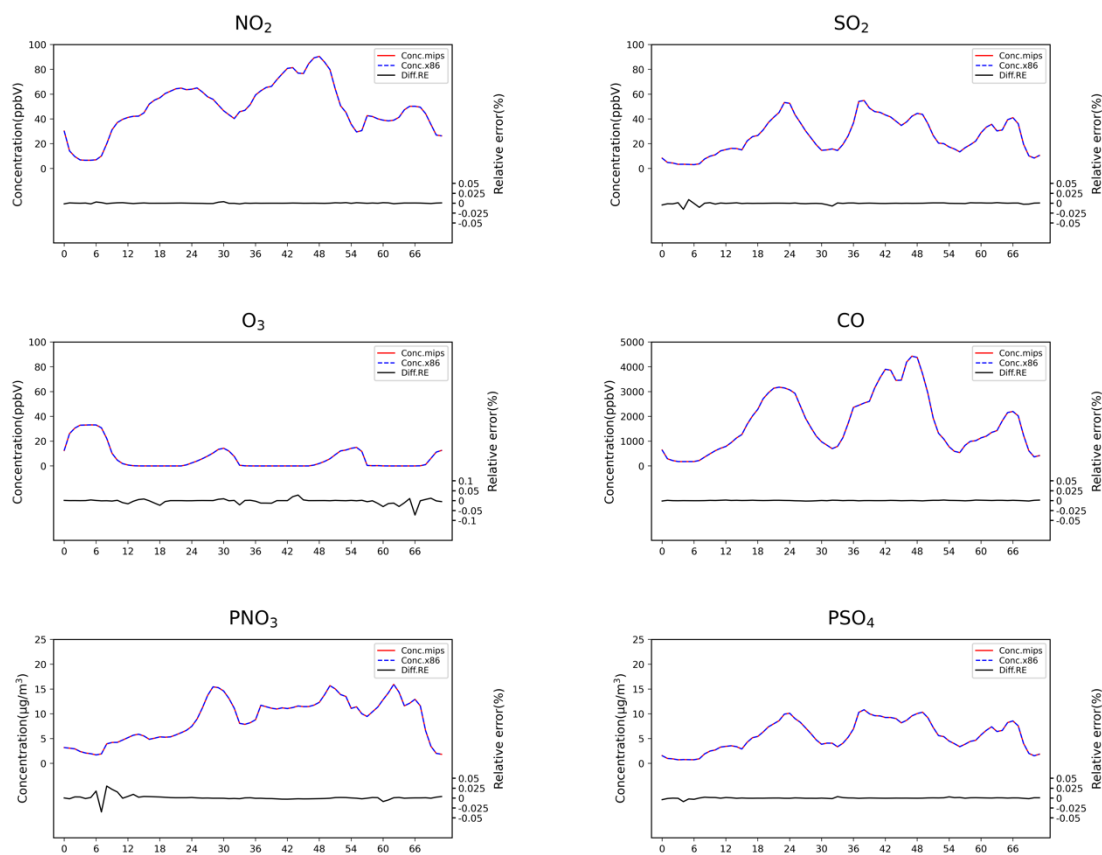 NO₂
100
80
60
40
20
0
Concentration(ppbV)
Conc.mips
Conc.x86
Diff.RE
0.05
0.025
0
-0.025
-0.05
Relative error(%)
0 6 12 18 24 30 36 42 48 54 60 66
SO₂
100
80
60
40
20
0
Concentration(ppbV)
Conc.mips
Conc.x86
Diff.RE
0.05
0.025
0
-0.025
-0.05
Relative error(%)
0 6 12 18 24 30 36 42 48 54 60 66
O₃
100
80
60
40
20
0
Concentration(ppbV)
Conc.mips
Conc.x86
Diff.RE
0.1
0.05
0
-0.05
-0.1
Relative error(%)
0 6 12 18 24 30 36 42 48 54 60 66
CO
5000
4000
3000
2000
1000
0
Concentration(ppbV)
Conc.mips
Conc.x86
Diff.RE
0.05
0.025
0
-0.025
-0.05
Relative error(%)
0 6 12 18 24 30 36 42 48 54 60 66
PNO₃
25
20
15
10
5
0
Concentration(μg/m³)
Conc.mips
Conc.x86
Diff.RE
0.05
0.025
0
-0.025
-0.05
Relative error(%)
0 6 12 18 24 30 36 42 48 54 60 66
PSO₄
25
20
15
10
5
0
Concentration(μg/m³)
Conc.mips
Conc.x86
Diff.RE
0.05
0.025
0
-0.025
-0.05
Relative error(%)
0 6 12 18 24 30 36 42 48 54 60 66